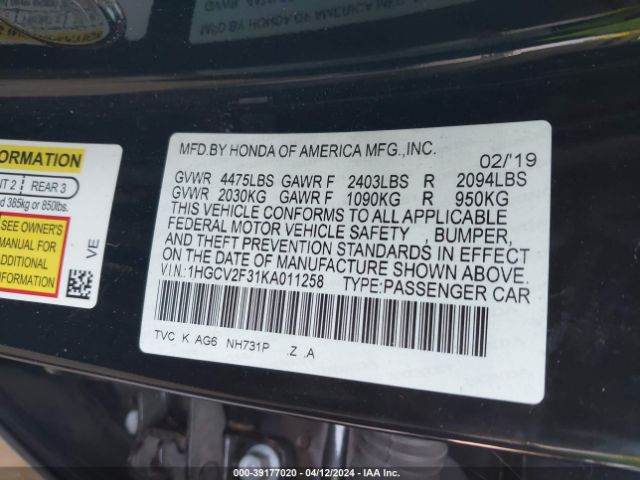 MFD.BY HONDA OF AMERICA MFG.,INC. 02/'19
GVWR 4475LBS GAWR F 2403LBS R 2094LBS
GVWR 2030KG GAWR F 1090KG R 950KG
THIS VEHICLE CONFORMS TO ALL APPLICABLE
FEDERAL MOTOR VEHICLE SAFETY , BUMPER,
AND THEFT PREVENTION STANDARDS IN EFFECT
ON THE DATE OF MANUFACTURE SHOWN ABOVE.
V.I.N.:1HGCV2F31KA011258 TYPE:PASSENGER CAR
TVC K AG6 NH731P .Z .A
FORMATION
NT 2 REAR 3
d 385kg or 850lbs.
SEE OWNER'S
MANUAL FOR
ADDITIONAL
INFORMATION
VE
000-39177020 - 04/12/2024 - IAA Inc.